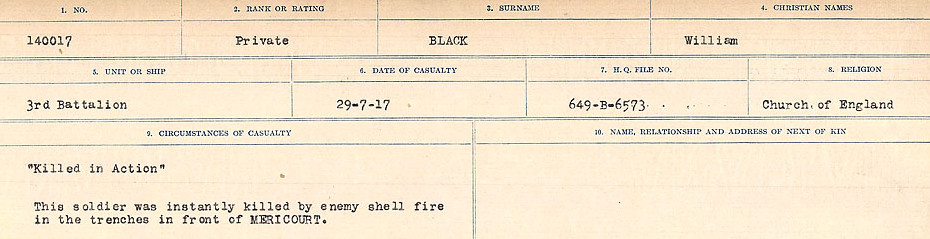 1. NO. 2. RANK OR RATING 3. SURNAME 4. CHRISTIAN NAMES
140017 Private BLACK William
5. UNIT OR SHIP 6. DATE OF CASUALTY 7. H.Q. FILE NO. 8. RELIGION
3rd Battalion 29-7-17 649-B-6573 Church of England
9. CIRCUMSTANCES OF CASUALTY 10. NAME, RELATIONSHIP AND ADDRESS OF NEXT OF KIN
"Killed in Action"
This soldier was instantly killed by enemy shell fire
in the trenches in front of MERICOURT.